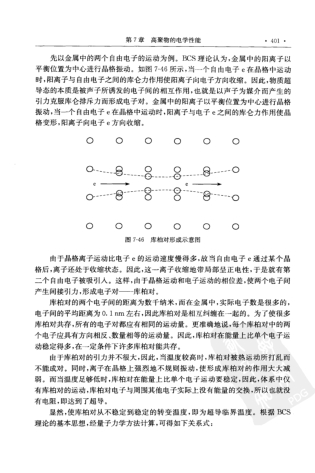 第7章 高聚物的电学性能 · 401 ·
先以金属中的两个自由电子的运动为例。BCS理论认为,金属中的阳离子以
平衡位置为中心进行晶格振动。如图7-46所示,当一个自由电子e在晶格中运动
时,阳离子与自由电子之间的库仑力作用使阳离子向电子方向收缩。因此,物质超
导态的本质是被声子所诱发的电子间的相互作用,也就是以声子为媒介而产生的
引力克服库仑排斥力而形成电子对。金属中的阳离子以平衡位置为中心进行晶格
振动,当一个自由电子e在晶格中运动时,阳离子与电子e之间的库仑力作用使晶
格变形,阳离子向电子e方向收缩。
e e
图7-46 库柏对形成示意图
由于晶格离子运动比电子e的运动速度慢得多,故当自由电子e通过某个晶
格后,离子还处于收缩状态。因此,这一离子收缩地带局部呈正电性,于是就有第
二个自由电子被吸引入。这样,由于晶格运动和电子运动的相位差,使两个电子间
产生间接引力,形成电子对——库柏对。
库柏对的两个电子间的距离为数千纳米,而在金属中,实际电子数是很多的,
电子间的平均距离为0.1nm左右,因此库柏对是相互纠缠在一起的。为了使很多
库柏对共存,所有的电子对都应有相同的运动量。更准确地说,每个库柏对中的两
个电子应具有方向相反、数量相等的运动量。因此,库柏对在能量上比单个电子运
动稳定得多,在一定条件下许多库柏对能共存。
由于库柏对的引力并不很大,因此,当温度较高时,库柏对被热运动所打乱而
不能成对。同时,离子在晶格上强烈地不规则振动,使形成库柏对的作用大大减
弱。而当温度足够低时,库柏对在能量上比单个电子运动要稳定,因此,体系中仅
有库柏对的运动,库柏对电子与周围其他电子实际上没有能量的交换,所以也就没
有电阻,即达到了超导。
显然,使库柏对从不稳定到稳定的转变温度,即为超导临界温度。根据BCS
理论的基本思想,经量子力学方法计算,可得如下关系式: